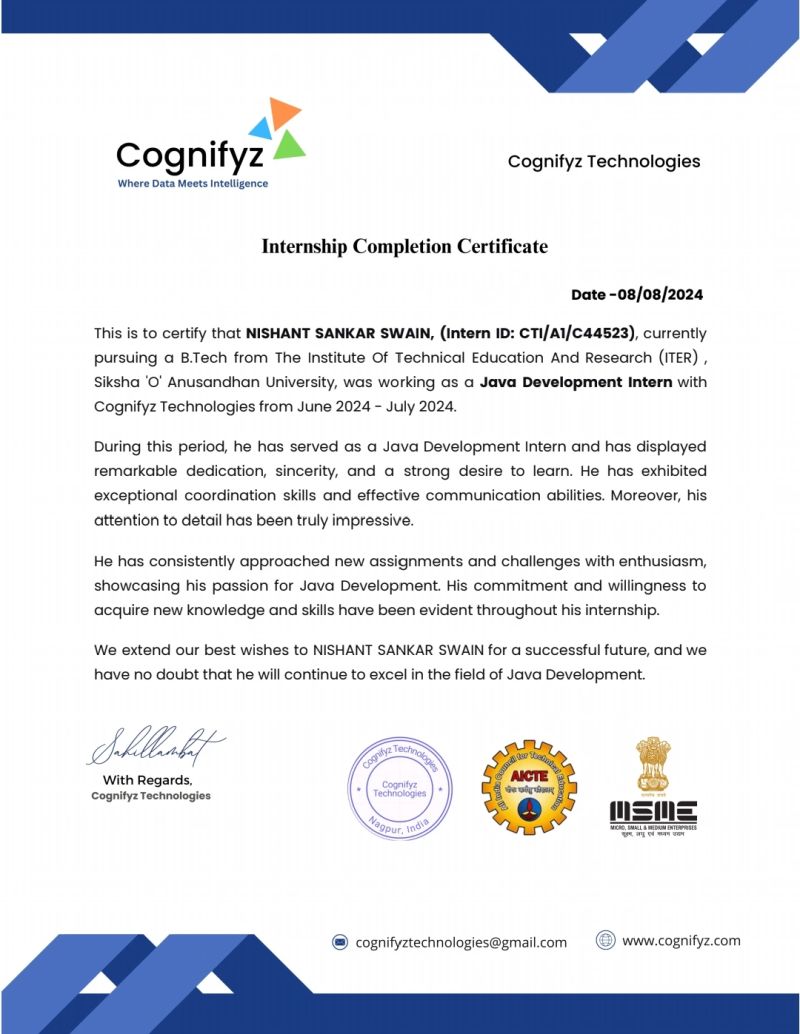 Cognifyz
Where Data Meets Intelligence
Cognifyz Technologies
Internship Completion Certificate
Date -08/08/2024
This is to certify that NISHANT SANKAR SWAIN, (Intern ID: CTI/A1/C44523), currently
pursuing a B.Tech from The Institute Of Technical Education And Research (ITER) ,
Siksha 'O' Anusandhan University, was working as a Java Development Intern with
Cognifyz Technologies from June 2024 - July 2024.
During this period, he has served as a Java Development Intern and has displayed
remarkable dedication, sincerity, and a strong desire to learn. He has exhibited
exceptional coordination skills and effective communication abilities. Moreover, his
attention to detail has been truly impressive.
He has consistently approached new assignments and challenges with enthusiasm,
showcasing his passion for Java Development. His commitment and willingness to
acquire new knowledge and skills have been evident throughout his internship.
We extend our best wishes to NISHANT SANKAR SWAIN for a successful future, and we
have no doubt that he will continue to excel in the field of Java Development.
With Regards,
Cognifyz Technologies
Cognifyz Technologies
Cognifyz
Technologies
Nagpur, India
All India Council for Technical Education
AICTE
MSME
MICRO, SMALL & MEDIUM ENTERPRISES
सूक्ष्म, लघु एवं मध्यम उद्यम
cognifyztechnologies@gmail.com
www.cognifyz.com